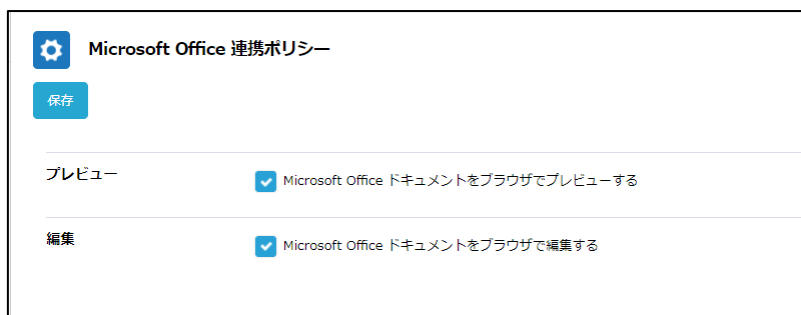 Microsoft Office 連携ポリシー
保存
プレビュー
Microsoft Office ドキュメントをブラウザでプレビューする
編集
Microsoft Office ドキュメントをブラウザで編集する